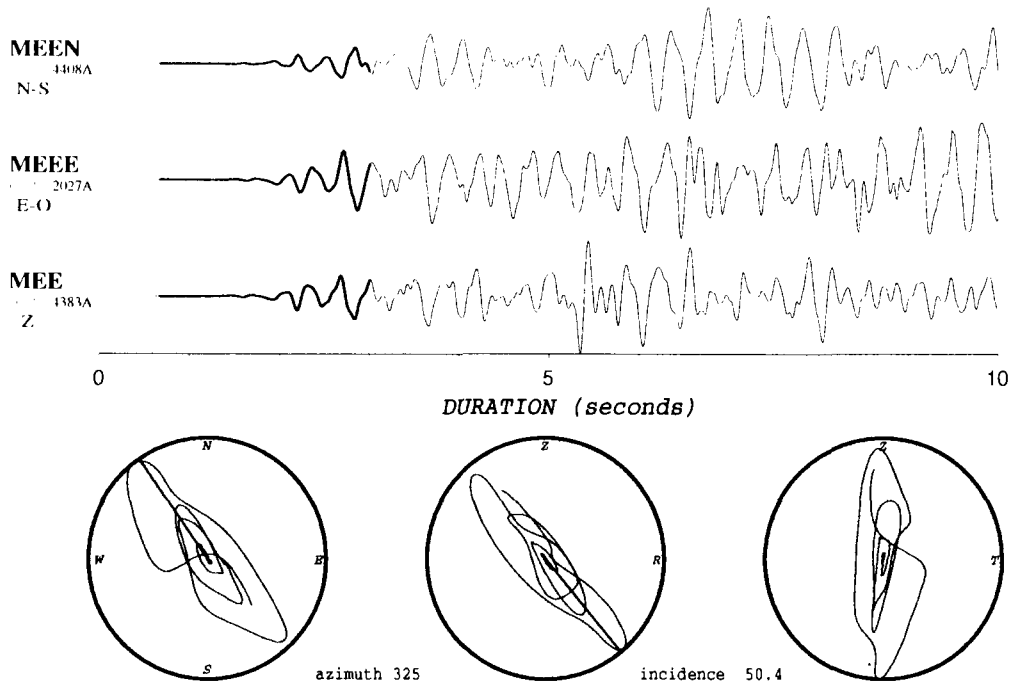 MEEN
4408A
N-S
MEEE
2027A
E-O
MEE
4383A
Z
0 5 10
DURATION (seconds)
N
W E
S
azimuth 325
Z
R
incidence 50.4
Z
T